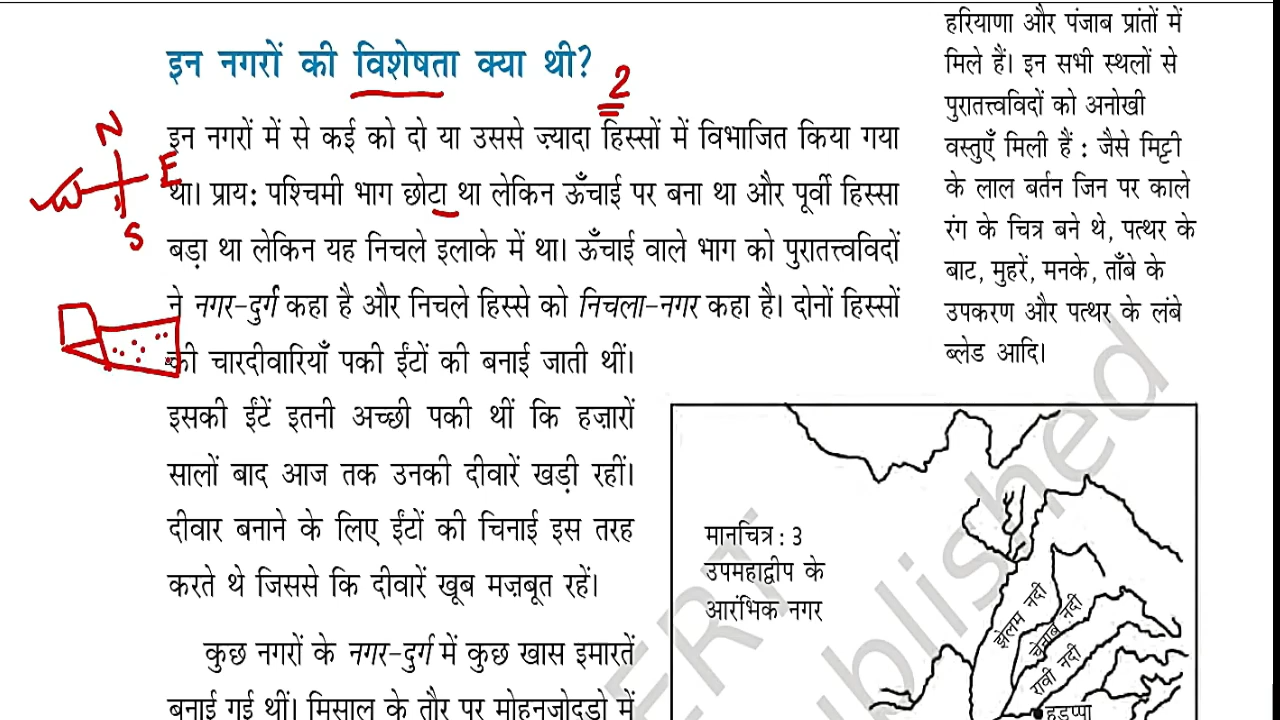 इन नगरों की विशेषता क्या थी?
2
इन नगरों में से कई को दो या उससे ज़्यादा हिस्सों में विभाजित किया गया
था। प्राय: पश्चिमी भाग छोटा था लेकिन ऊँचाई पर बना था और पूर्वी हिस्सा
बड़ा था लेकिन यह निचले इलाके में था। ऊँचाई वाले भाग को पुरातत्त्वविदों
ने नगर-दुर्ग कहा है और निचले हिस्से को निचला-नगर कहा है। दोनों हिस्सों
की चारदीवारियाँ पकी ईंटों की बनाई जाती थीं।
इसकी ईंटें इतनी अच्छी पकी थीं कि हज़ारों
सालों बाद आज तक उनकी दीवारें खड़ी रहीं।
दीवार बनाने के लिए ईंटों की चिनाई इस तरह
करते थे जिससे कि दीवारें खूब मज़बूत रहें।
कुछ नगरों के नगर-दुर्ग में कुछ खास इमारतें
बनाई गई थीं। मिसाल के तौर पर मोहनजोदड़ो में
N
E
W
S
हरियाणा और पंजाब प्रांतों में
मिले हैं। इन सभी स्थलों से
पुरातत्त्वविदों को अनोखी
वस्तुएँ मिली हैं : जैसे मिट्टी
के लाल बर्तन जिन पर काले
रंग के चित्र बने थे, पत्थर के
बाट, मुहरें, मनके, ताँबे के
उपकरण और पत्थर के लंबे
ब्लेड आदि।
मानचित्र : 3
उपमहाद्वीप के
आरंभिक नगर
झेलम नदी
चेनाब नदी
रावी नदी
हड़प्पा
ERT
ublished